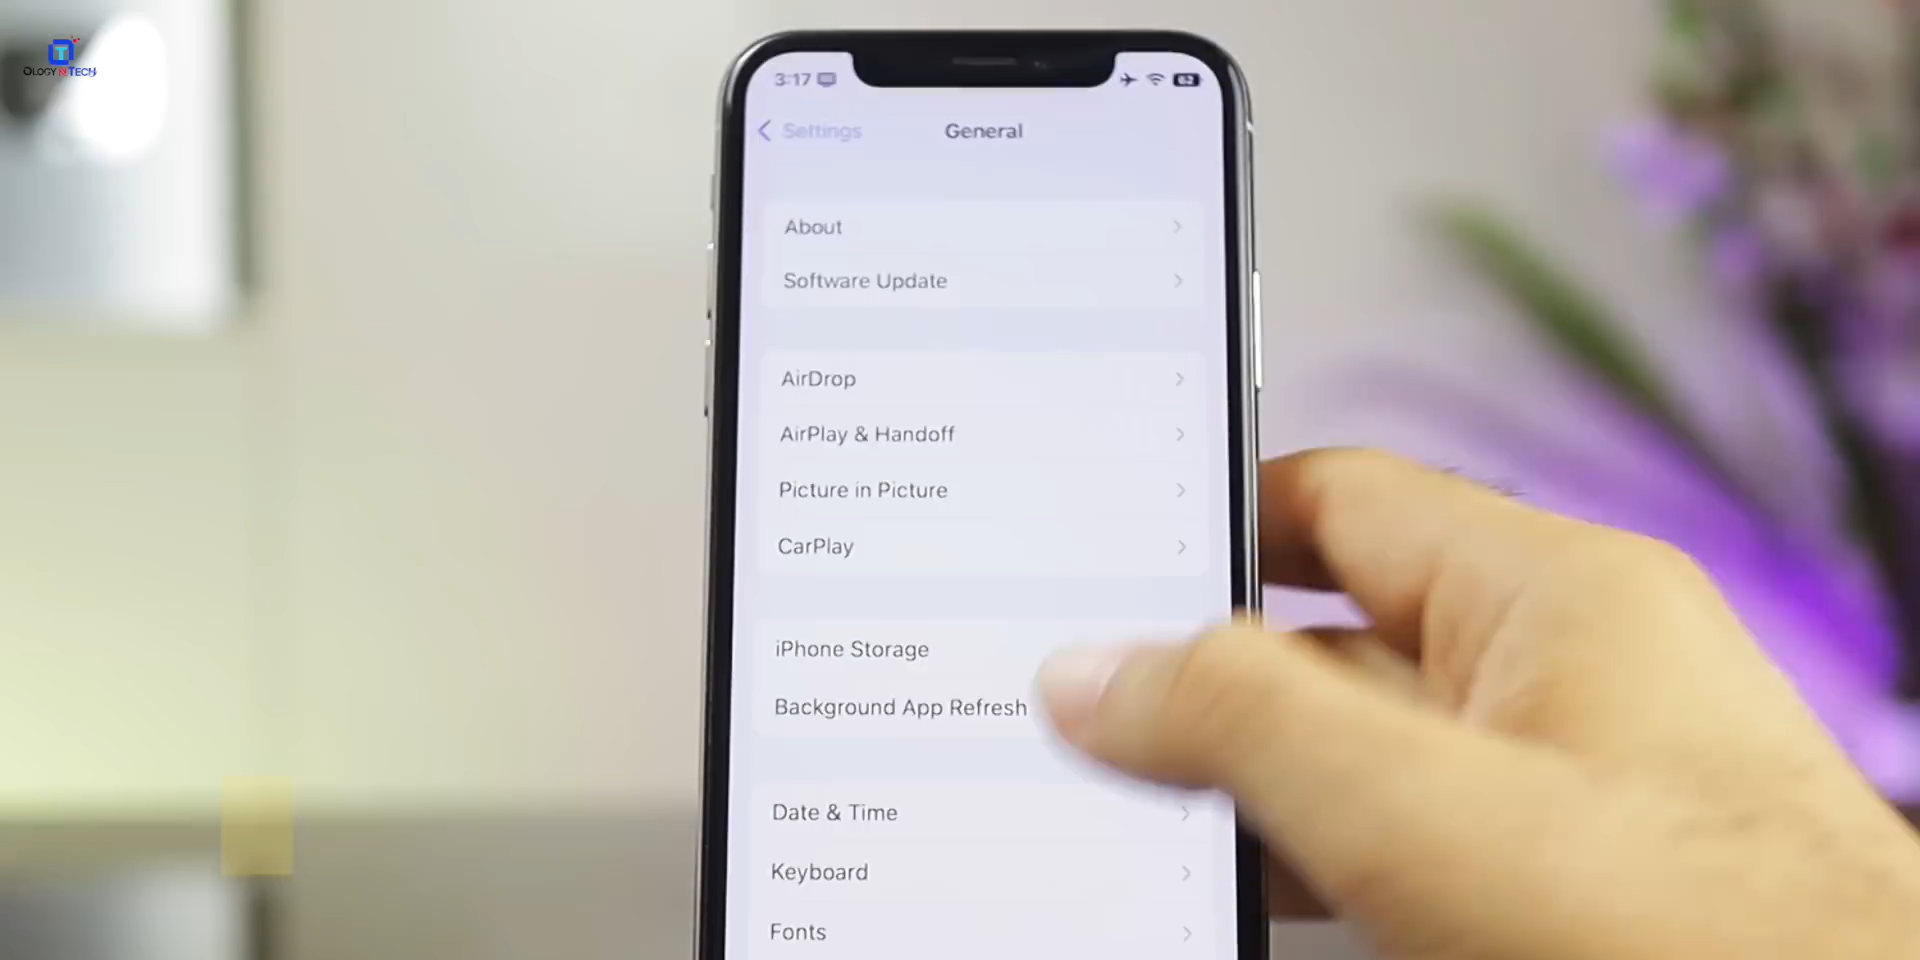 OLOGY N TECH
3:17
62
Settings
General
About
Software Update
AirDrop
AirPlay & Handoff
Picture in Picture
CarPlay
iPhone Storage
Background App Refresh
Date & Time
Keyboard
Fonts